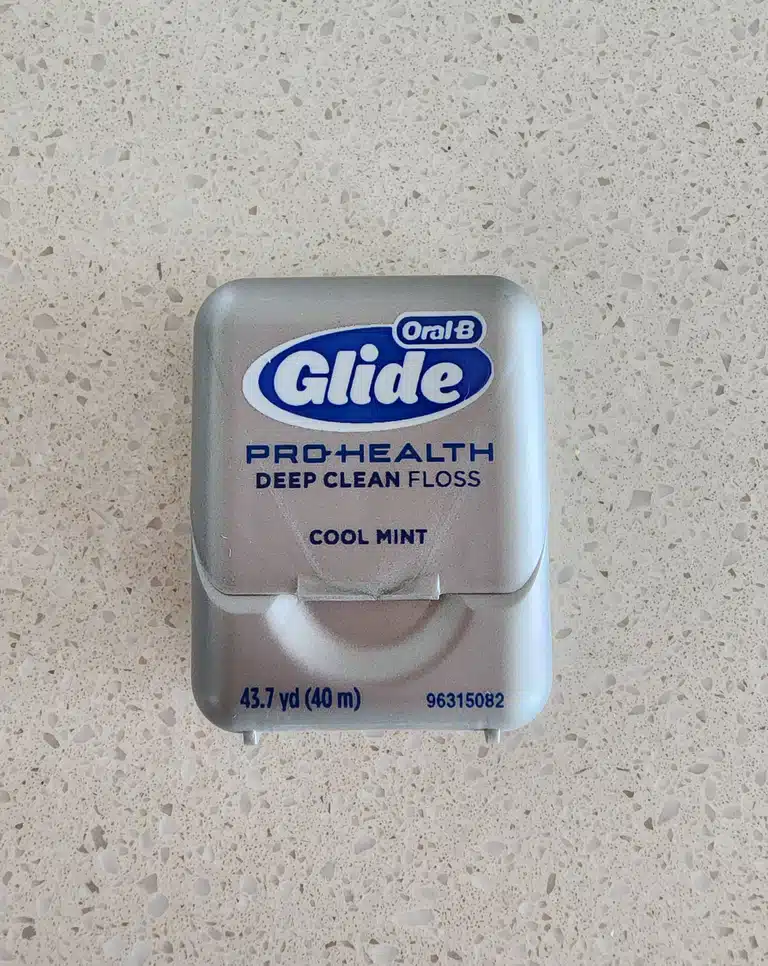 Oral-B
Glide
PRO-HEALTH
DEEP CLEAN FLOSS
COOL MINT
43.7 yd (40 m) 96315082